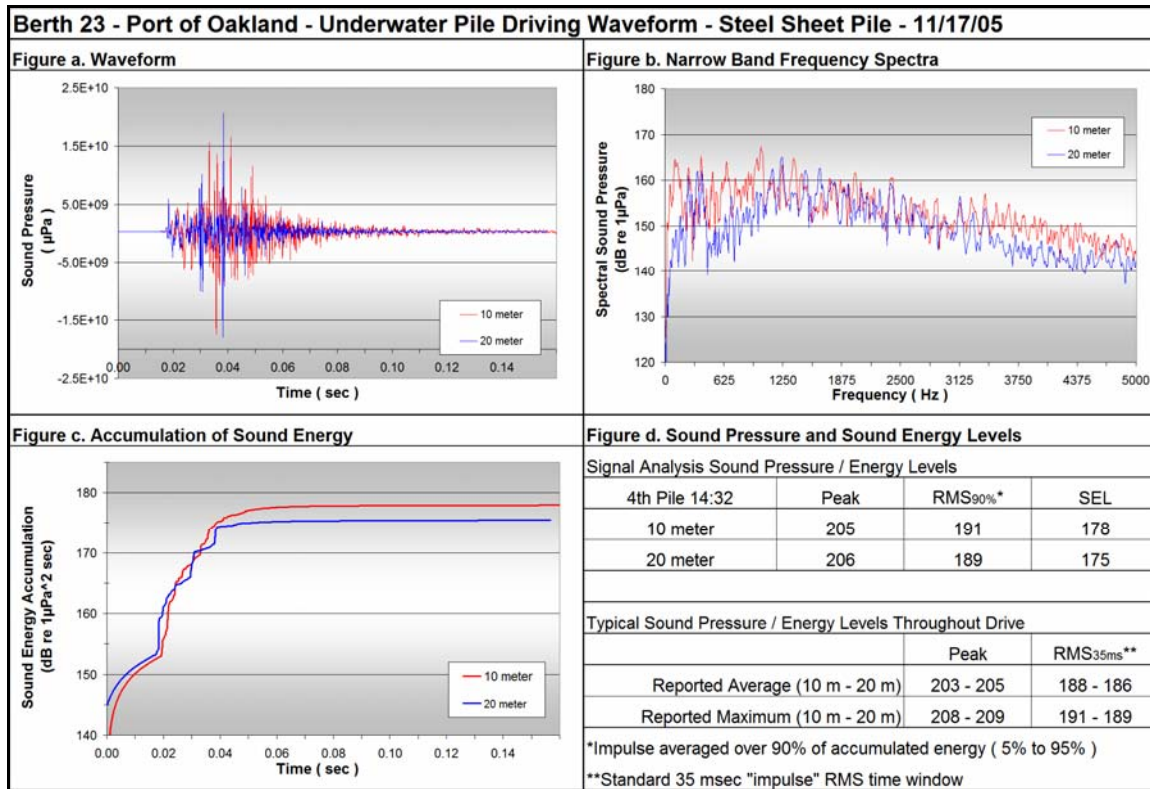 Berth 23 - Port of Oakland - Underwater Pile Driving Waveform - Steel Sheet Pile - 11/17/05
Figure a. Waveform
2.5E+10
1.5E+10
5.0E+09
-5.0E+09
-1.5E+10
-2.5E+10
Sound Pressure
( µPa)
0.00 0.02 0.04 0.06 0.08 0.10 0.12 0.14
Time ( sec )
10 meter
20 meter
Figure b. Narrow Band Frequency Spectra
180
170
160
150
140
130
120
Spectral Sound Pressure
(dB re 1µPa)
0 625 1250 1875 2500 3125 3750 4375 5000
Frequency ( Hz )
10 meter
20 meter
Figure c. Accumulation of Sound Energy
180
170
160
150
140
Sound Energy Accumulation
(dB re 1µPa^2 sec)
0.00 0.02 0.04 0.06 0.08 0.10 0.12 0.14
Time ( sec )
10 meter
20 meter
Figure d. Sound Pressure and Sound Energy Levels
Signal Analysis Sound Pressure / Energy Levels
4th Pile 14:32 Peak RMS90%* SEL
10 meter 205 191 178
20 meter 206 189 175
Typical Sound Pressure / Energy Levels Throughout Drive
Peak RMS35ms**
Reported Average (10 m - 20 m) 203 - 205 188 - 186
Reported Maximum (10 m - 20 m) 208 - 209 191 - 189
*Impulse averaged over 90% of accumulated energy ( 5% to 95% )
**Standard 35 msec "impulse" RMS time window